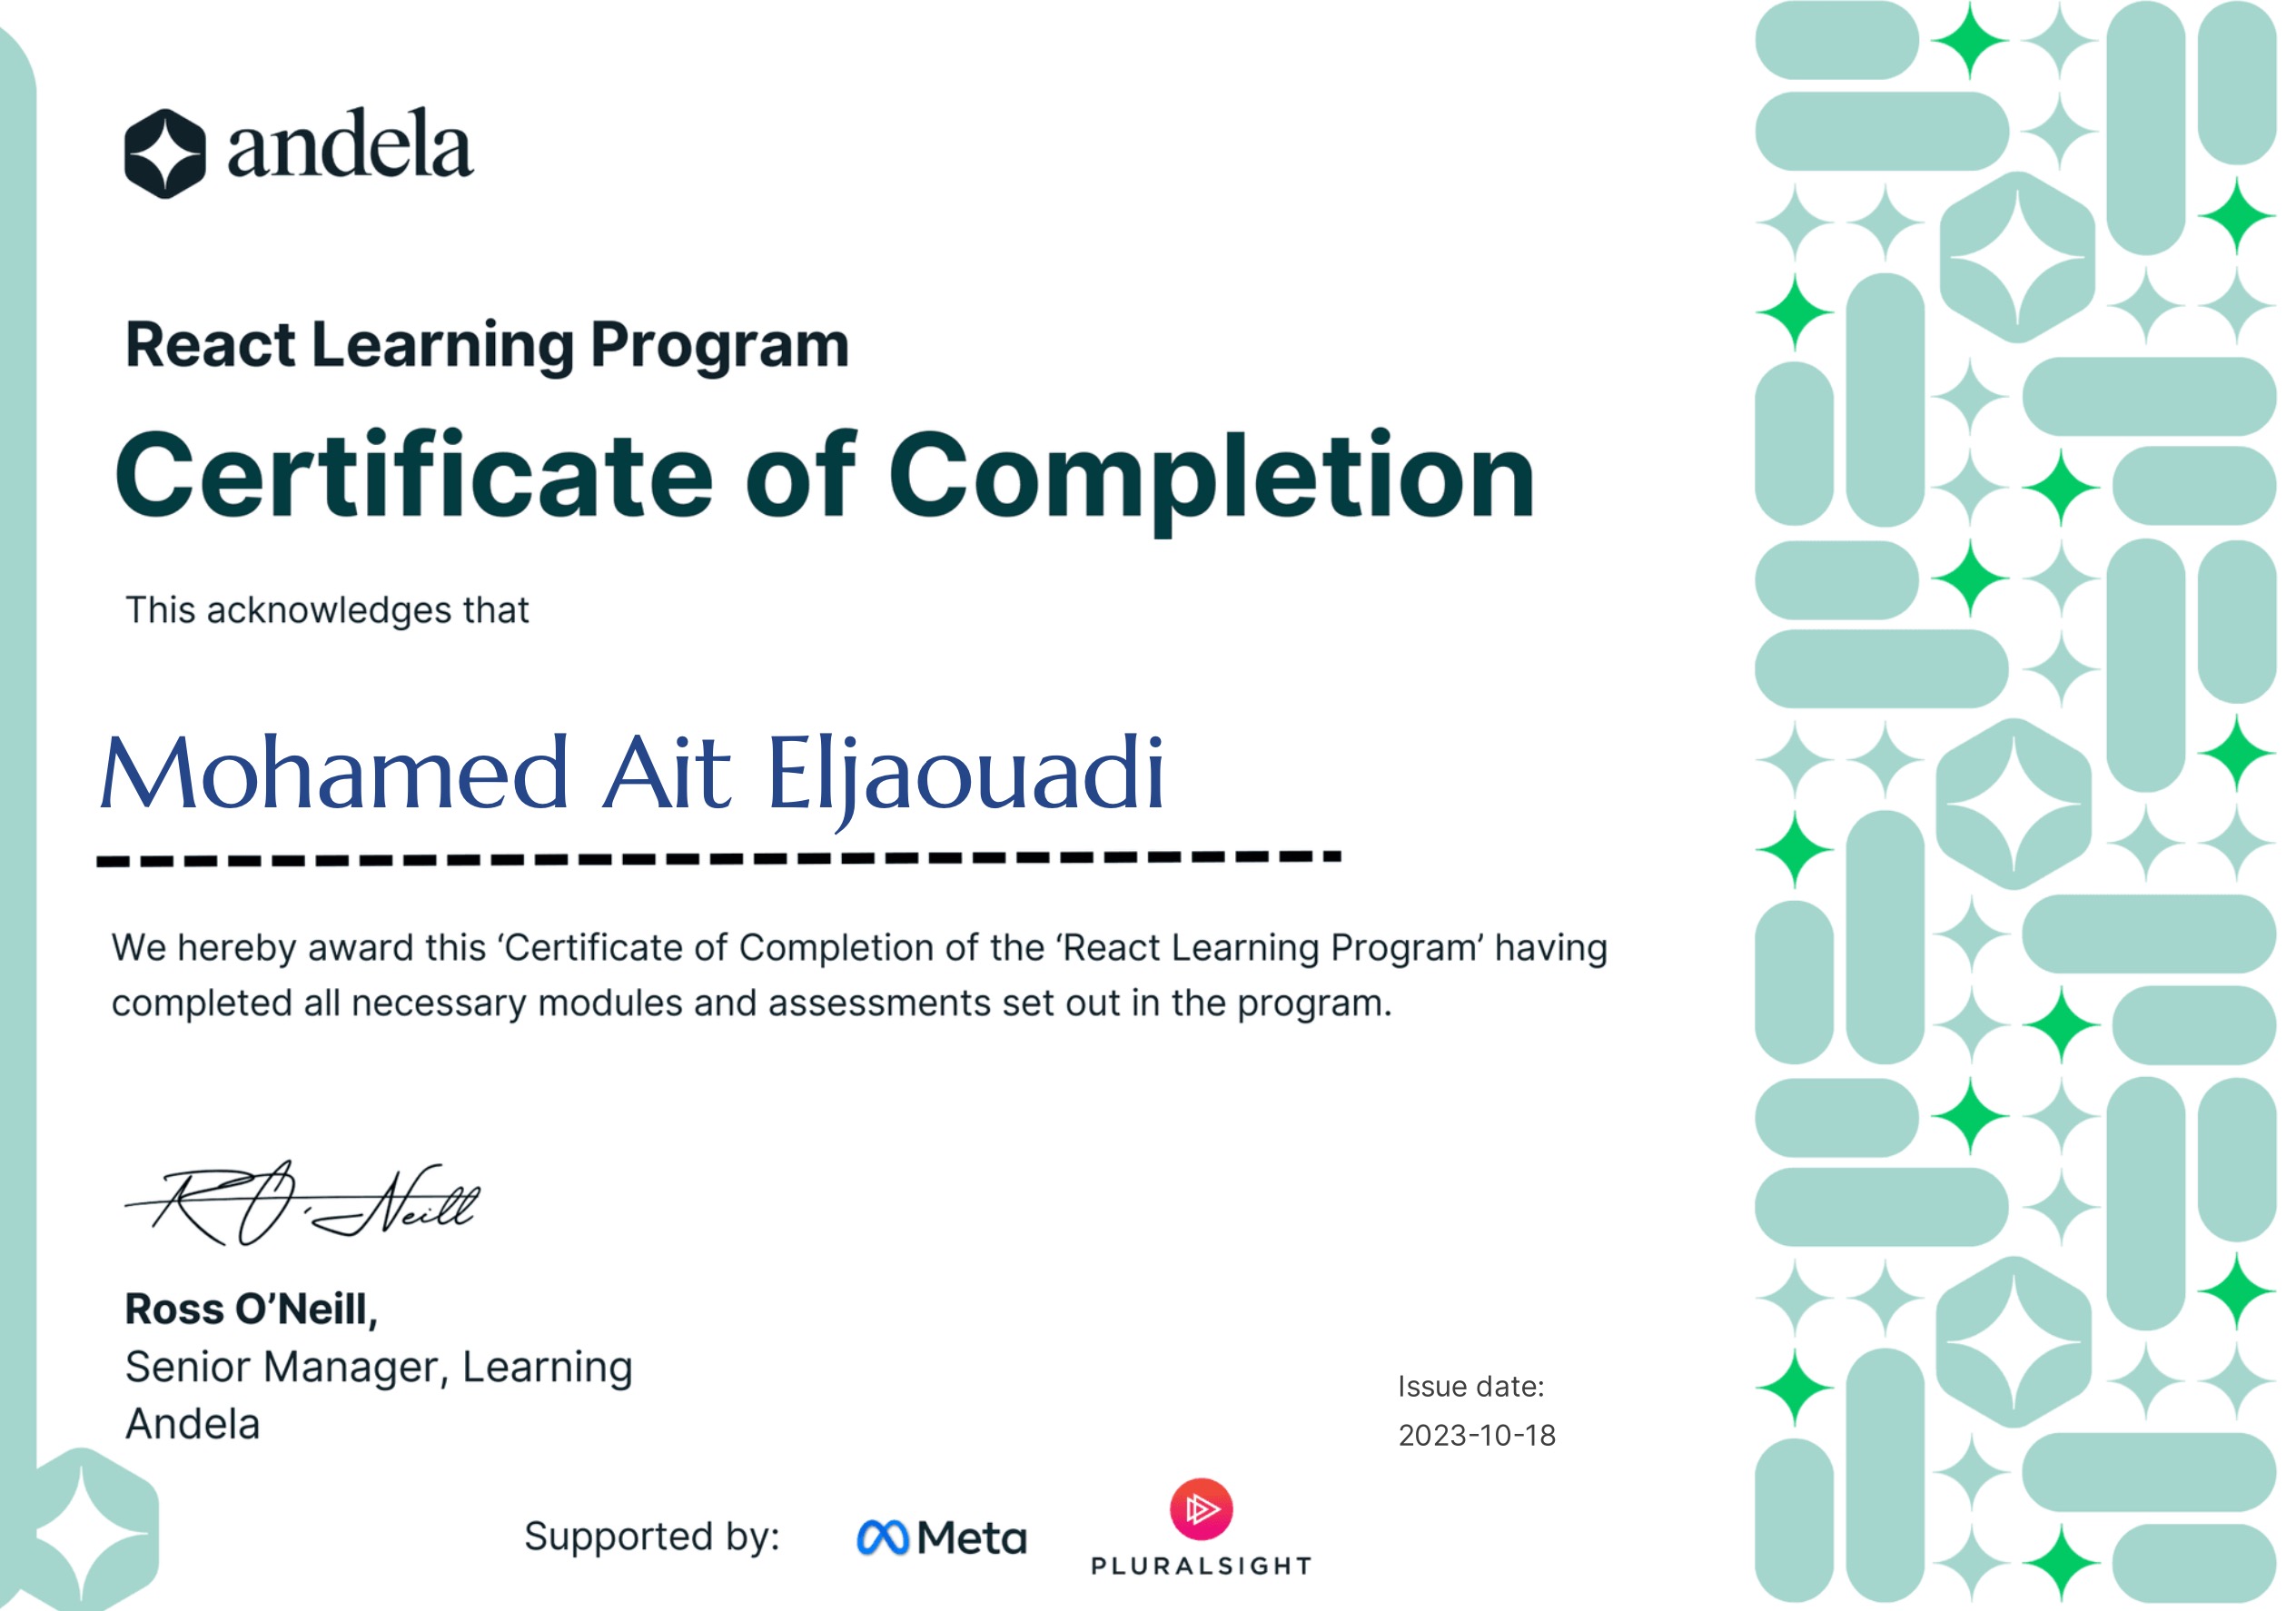 andela
React Learning Program
Certificate of Completion
This acknowledges that
Mohamed Ait Eljaouadi
We hereby award this ‘Certificate of Completion of the ‘React Learning Program’ having
completed all necessary modules and assessments set out in the program.
RO'Neill
Ross O’Neill,
Senior Manager, Learning
Andela
Issue date:
2023-10-18
Supported by:
Meta
PLURALSIGHT